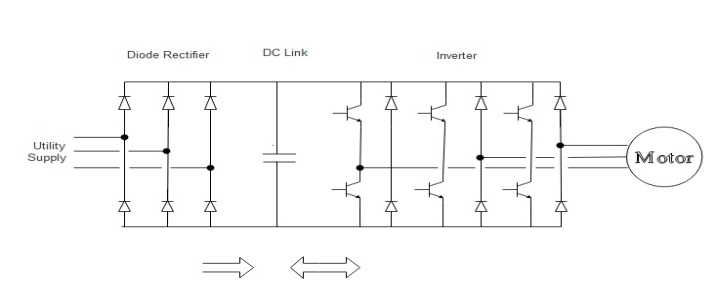 Diode Rectifier
DC Link
Inverter
Utility
Supply
Motor